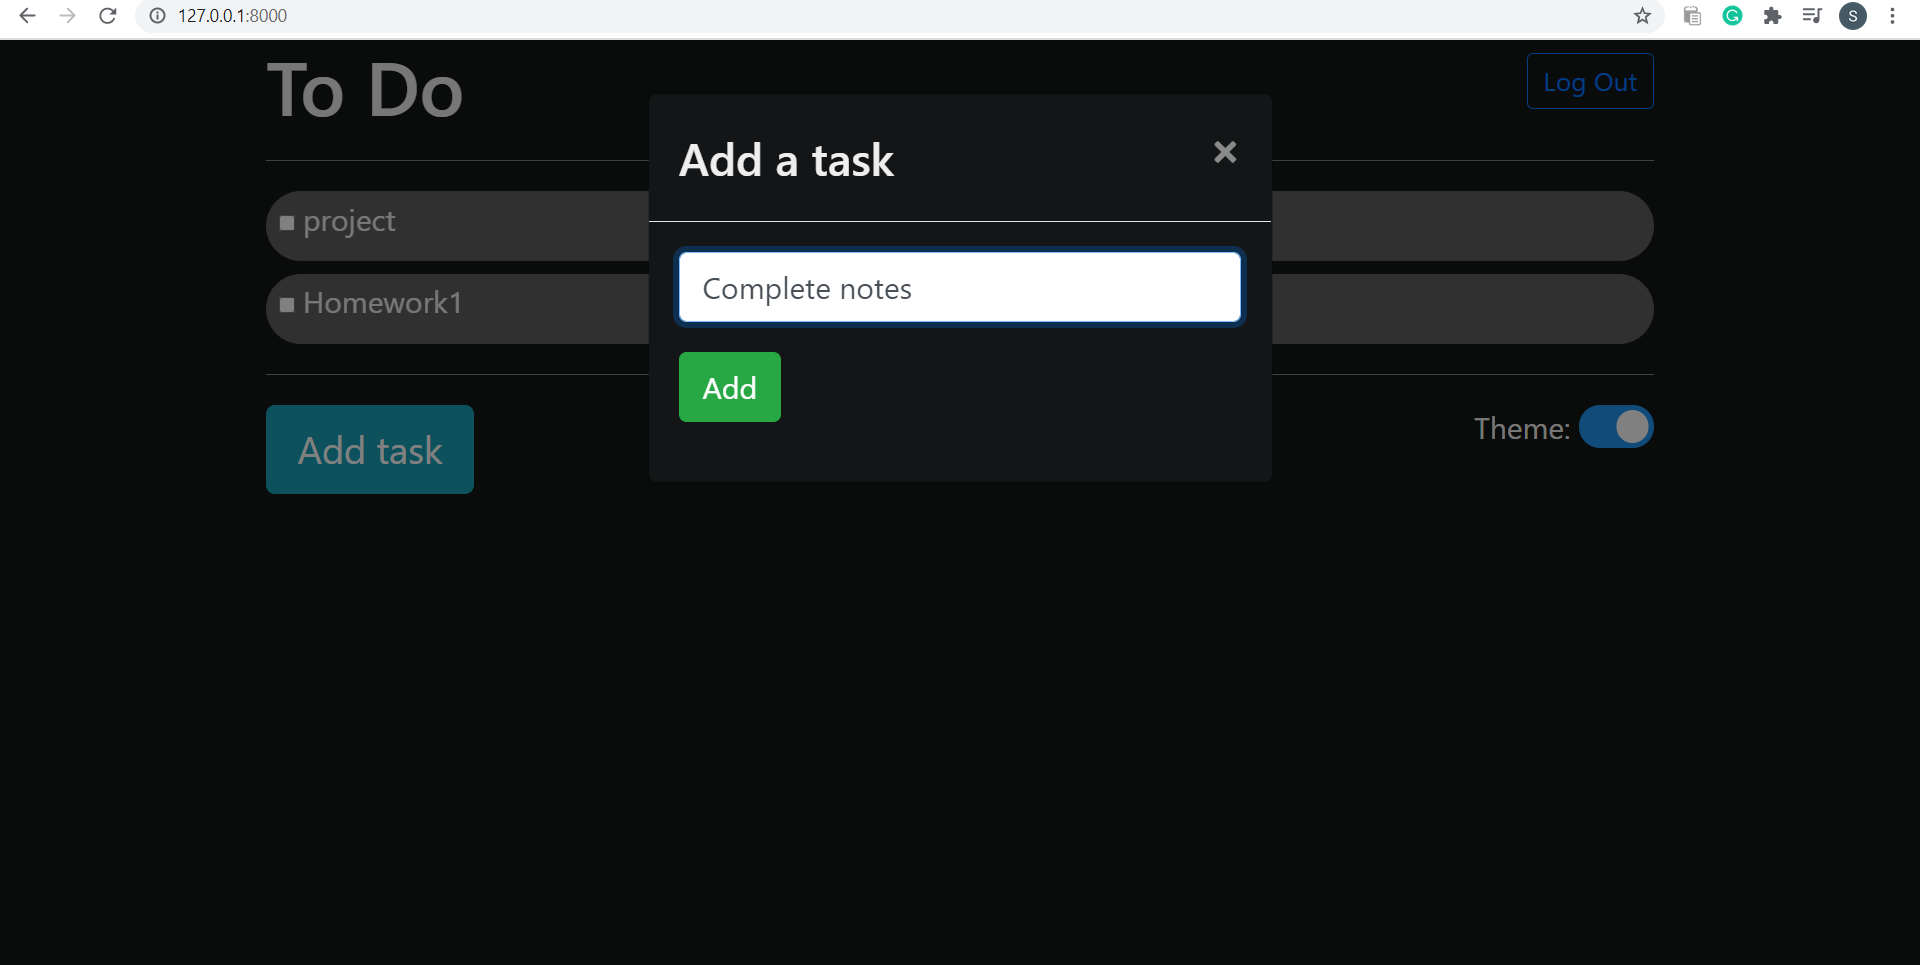 127.0.0.1:8000
S
To Do
Log Out
Add a task
×
project
Complete notes
Homework1
Add
Add task
Theme: